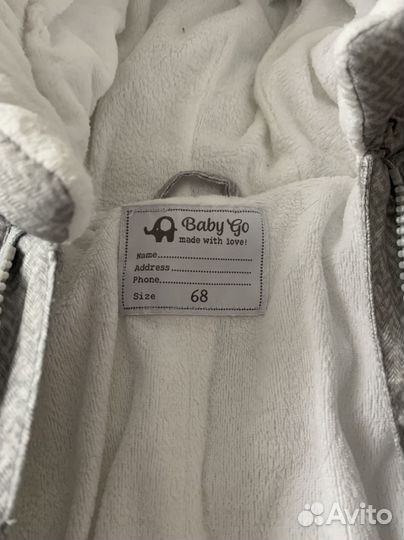 Baby Go
made with love!
Name
Address
Phone
Size 68
Avito